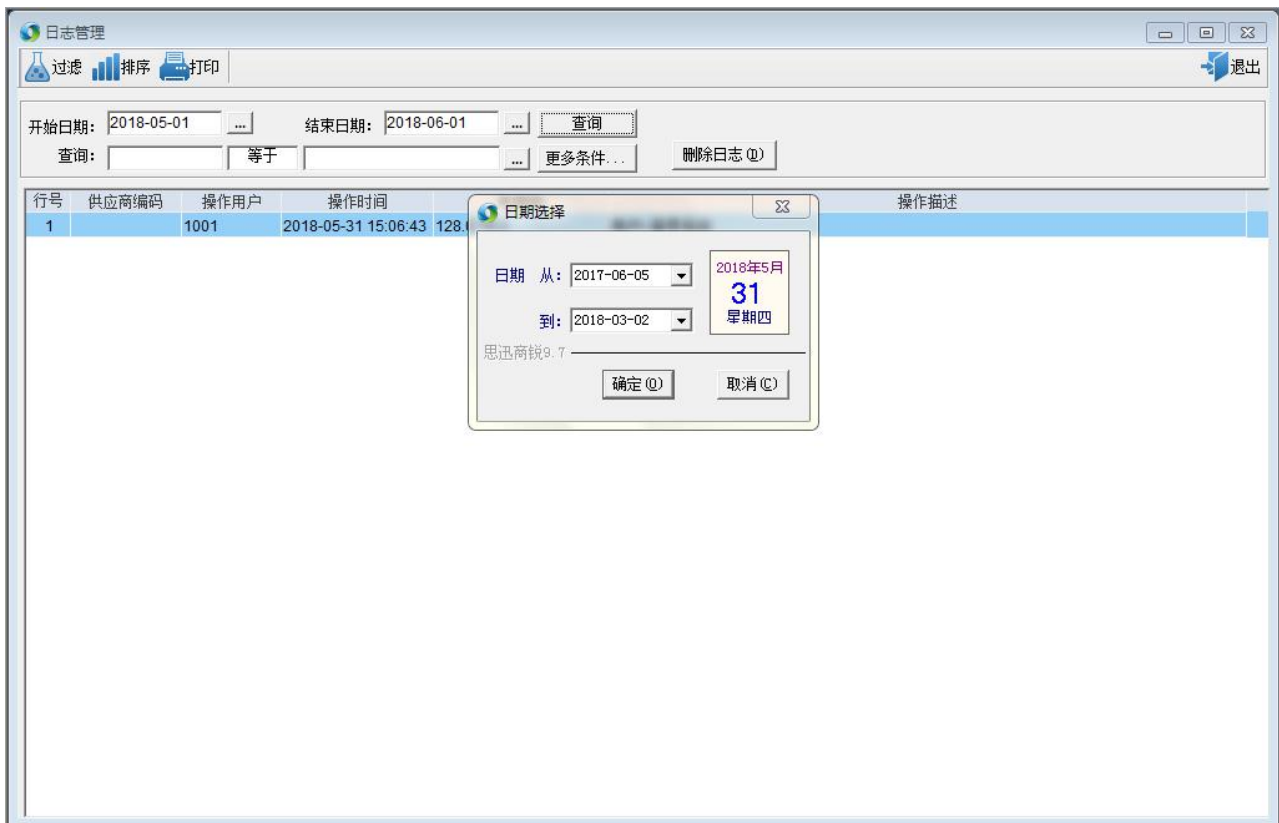 日志管理
过滤 排序 打印 退出
开始日期: 2018-05-01 ... 结束日期: 2018-06-01 ... 查询
查询: 等于 ... 更多条件... 删除日志(D)
行号 供应商编码 操作用户 操作时间 操作描述
1 1001 2018-05-31 15:06:43 128.
日期选择
日期 从: 2017-06-05
到: 2018-03-02
2018年5月
31
星期四
思迅商锐9.7
确定(O) 取消(C)